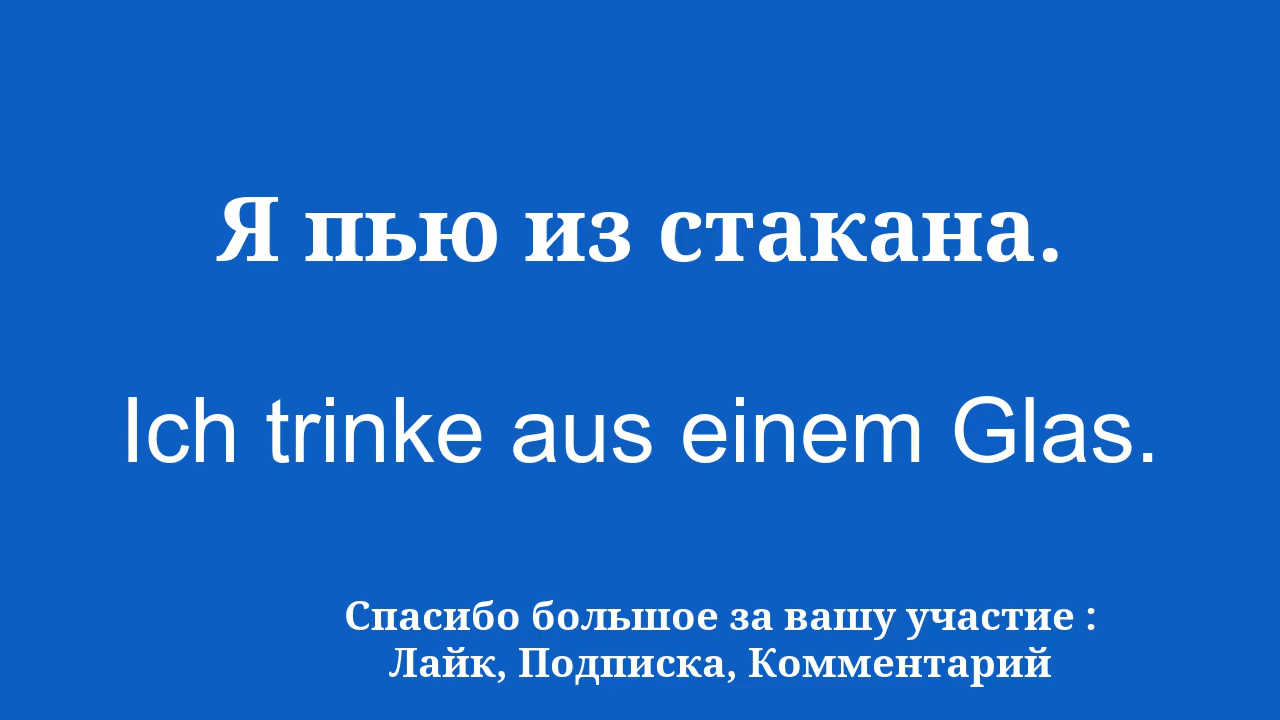 Я пью из стакана.
Ich trinke aus einem Glas.
Спасибо большое за вашу участие :
Лайк, Подписка, Комментарий